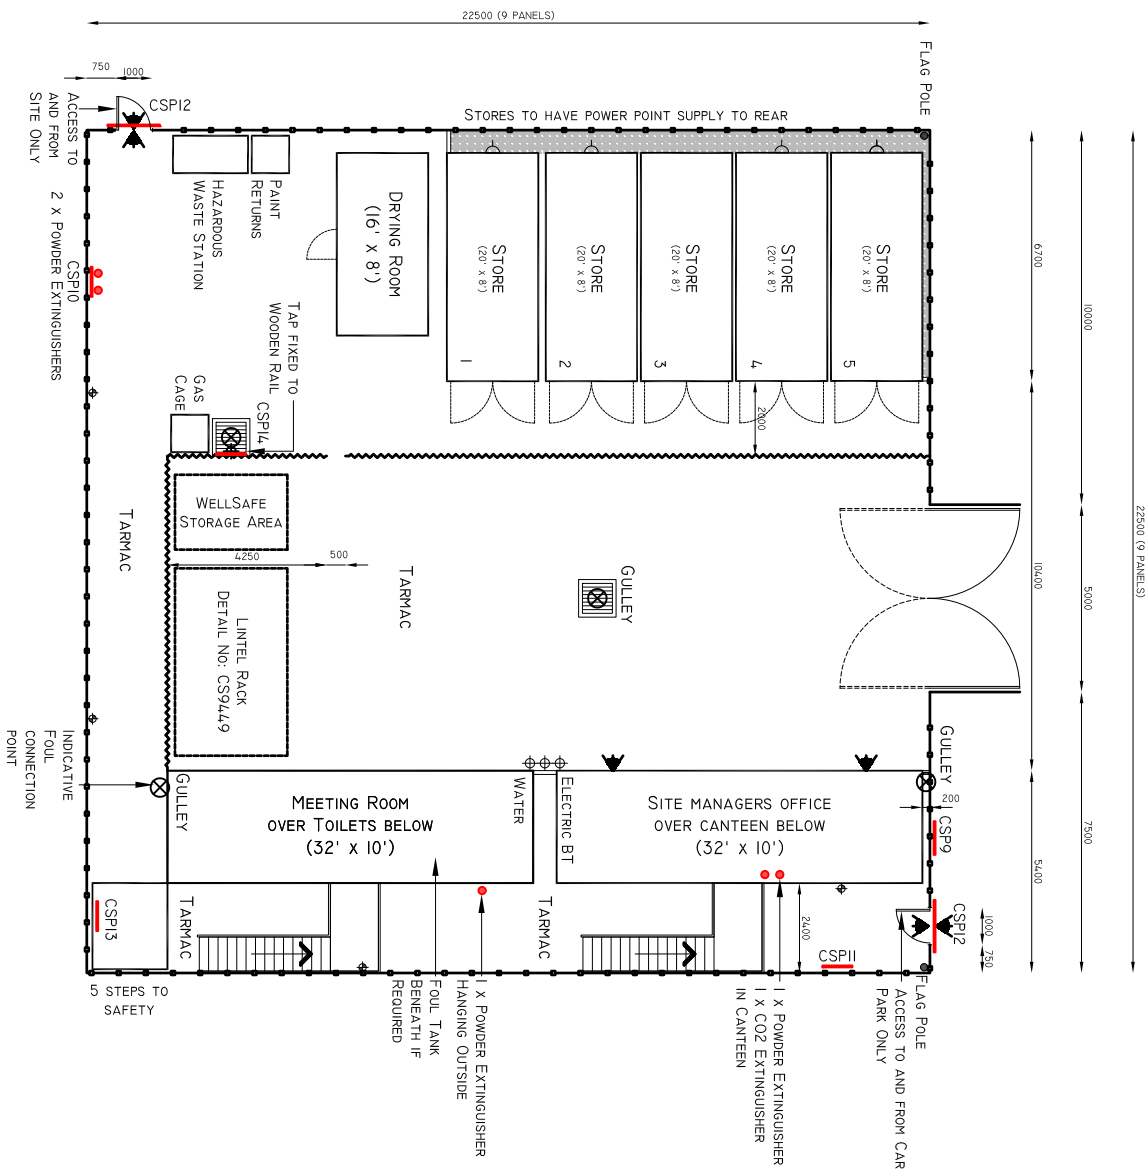 22500 (9 PANELS)
FLAG POLE
750
1000
CSP12
ACCESS TO
AND FROM
SITE ONLY
STORES TO HAVE POWER POINT SUPPLY TO REAR
2 X POWDER EXTINGUISHERS
CSP10
HAZARDOUS
WASTE STATION
PAINT
RETURNS
DRYING ROOM
(16' X 8')
STORE
(20' X 8')
1
STORE
(20' X 8')
2
STORE
(20' X 8')
3
STORE
(20' X 8')
4
STORE
(20' X 8')
5
6700
10000
22500 (9 PANELS)
TAP FIXED TO
WOODEN RAIL
GAS
CAGE
CSP14
2000
WELLSAFE
STORAGE AREA
TARMAC
4250
500
TARMAC
GULLEY
10400
5000
LINTEL RACK
DETAIL NO: CS9449
INDICATIVE
FOUL
CONNECTION
POINT
GULLEY
MEETING ROOM
OVER TOILETS BELOW
(32' X 10')
WATER
ELECTRIC BT
SITE MANAGERS OFFICE
OVER CANTEEN BELOW
(32' X 10')
GULLEY
200
CSP9
7500
5400
CSP13
TARMAC
TARMAC
2400
CSP11
CSP12
1000
750
5 STEPS TO
SAFETY
FOUL TANK
BENEATH IF
REQUIRED
1 X POWDER EXTINGUISHER
HANGING OUTSIDE
1 X POWDER EXTINGUISHER
1 X CO2 EXTINGUISHER
IN CANTEEN
FLAG POLE
ACCESS TO AND FROM CAR
PARK ONLY